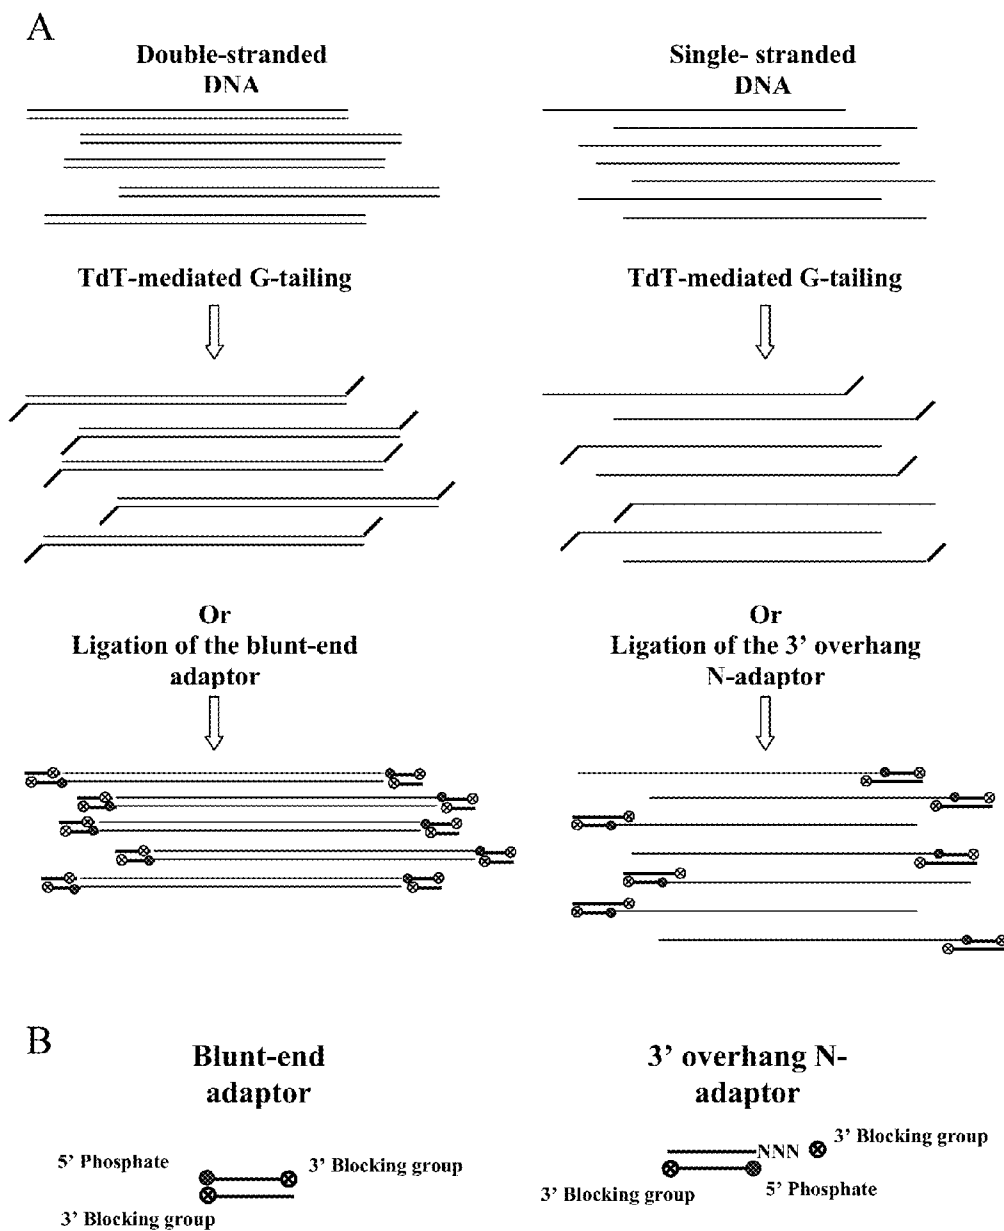 A
Double-stranded
DNA
Single- stranded
DNA
TdT-mediated G-tailing
TdT-mediated G-tailing
Or
Ligation of the blunt-end
adaptor
Or
Ligation of the 3’ overhang
N-adaptor
B
Blunt-end
adaptor
3’ overhang N-
adaptor
5’ Phosphate
3’ Blocking group
3’ Blocking group
NNN
3’ Blocking group
3’ Blocking group
5’ Phosphate